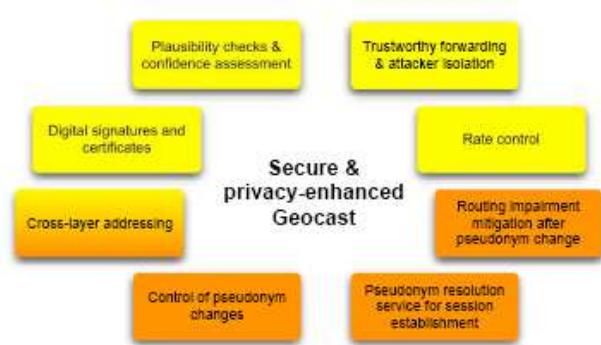 Plausibility checks &
confidence assessment
Trustworthy forwarding
& attacker isolation
Digital signatures and
certificates
Rate control
Secure &
privacy-enhanced
Geocast
Cross-layer addressing
Routing impairment
mitigation after
pseudonym change
Control of pseudonym
changes
Pseudonym resolution
service for session
establishment